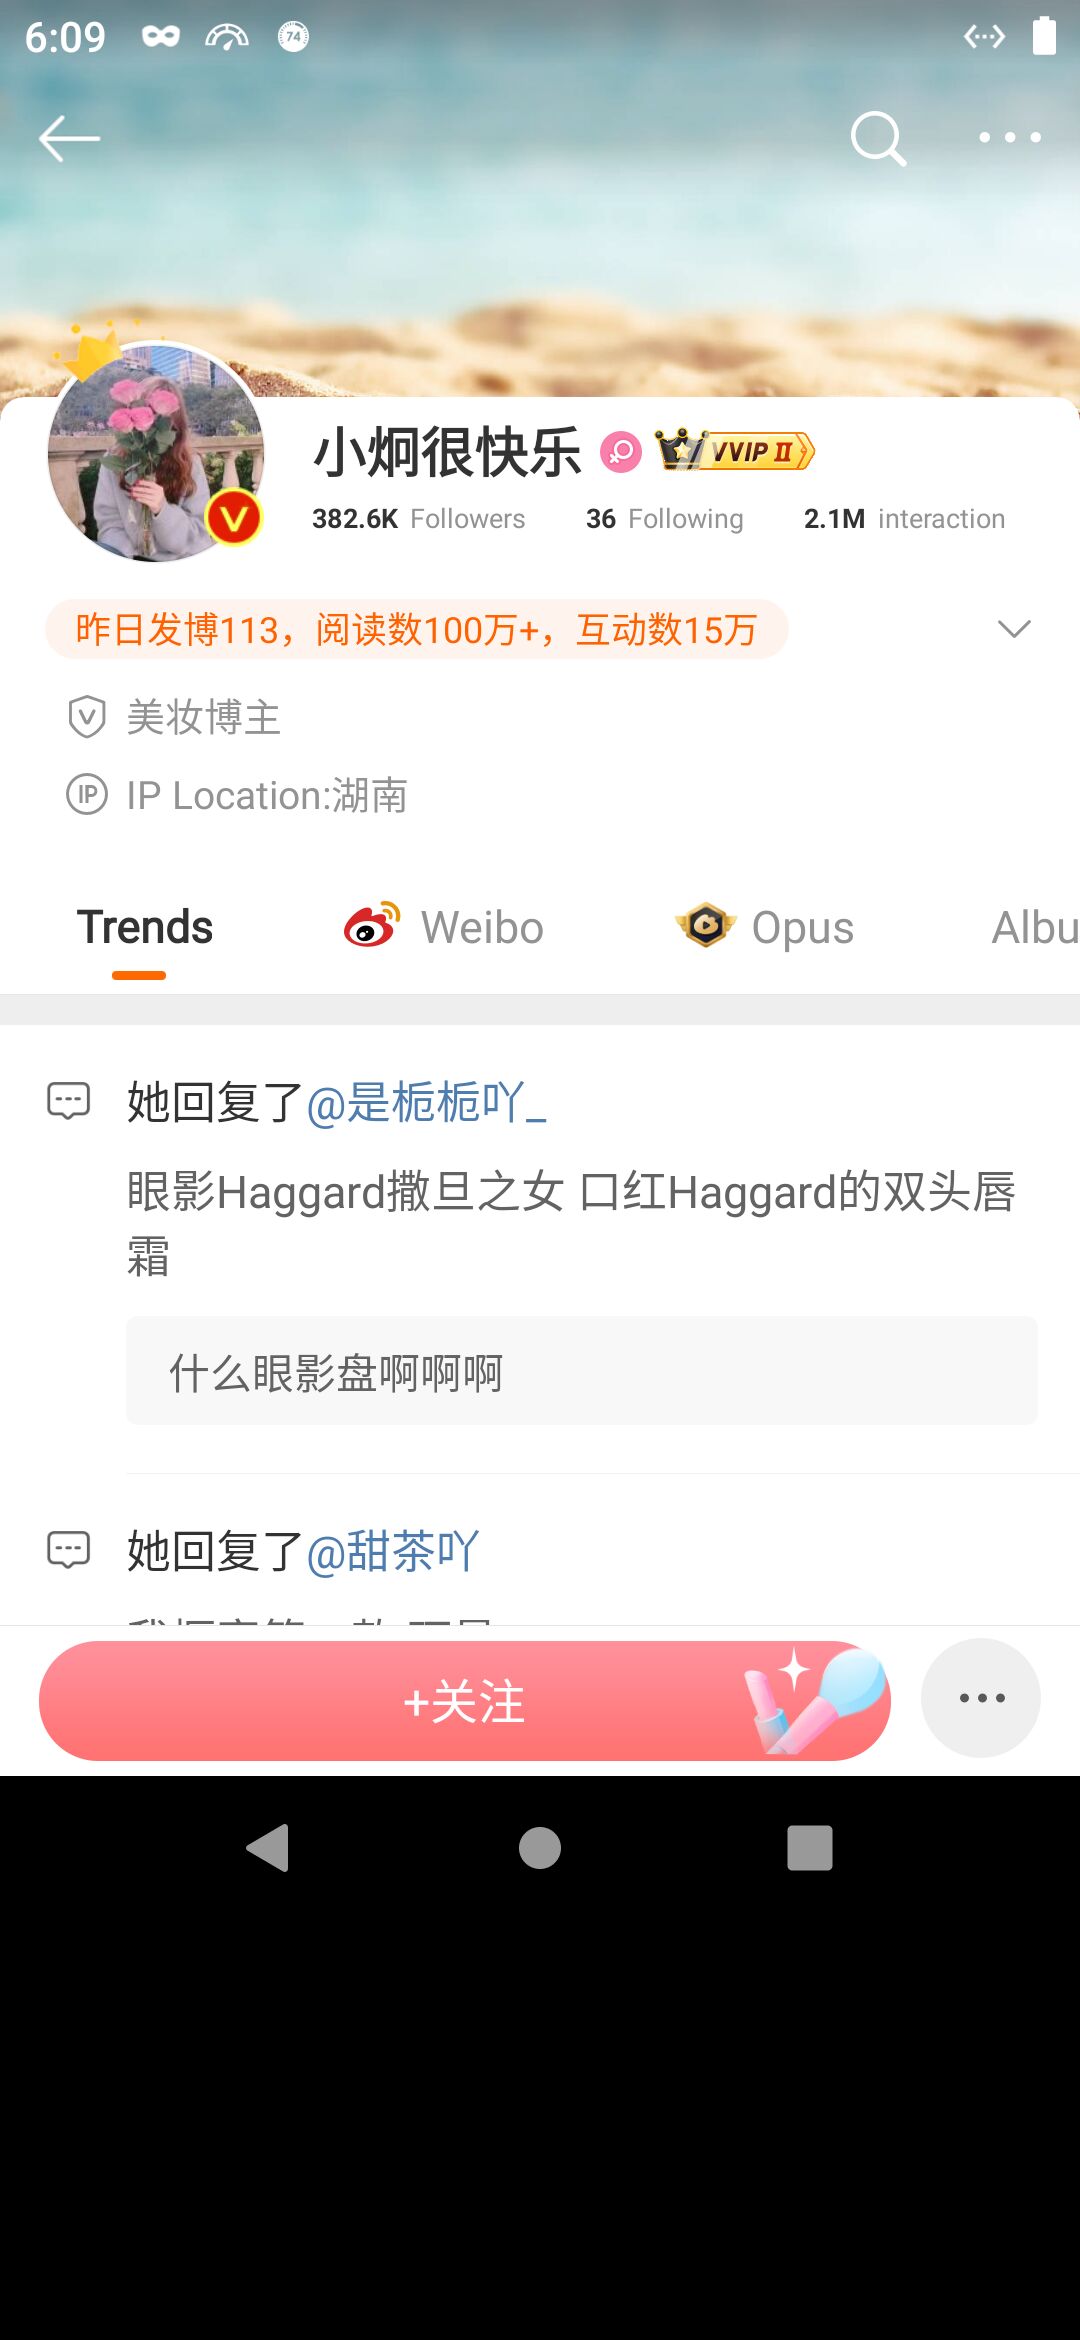 6:09
74
小炯很快乐
VVIP II
382.6K Followers 36 Following 2.1M interaction
昨日发博113，阅读数100万+，互动数15万
美妆博主
IP IP Location:湖南
Trends Weibo Opus Albu
她回复了@是栀栀吖_
眼影Haggard撒旦之女 口红Haggard的双头唇
霜
什么眼影盘啊啊啊
她回复了@甜茶吖
+关注